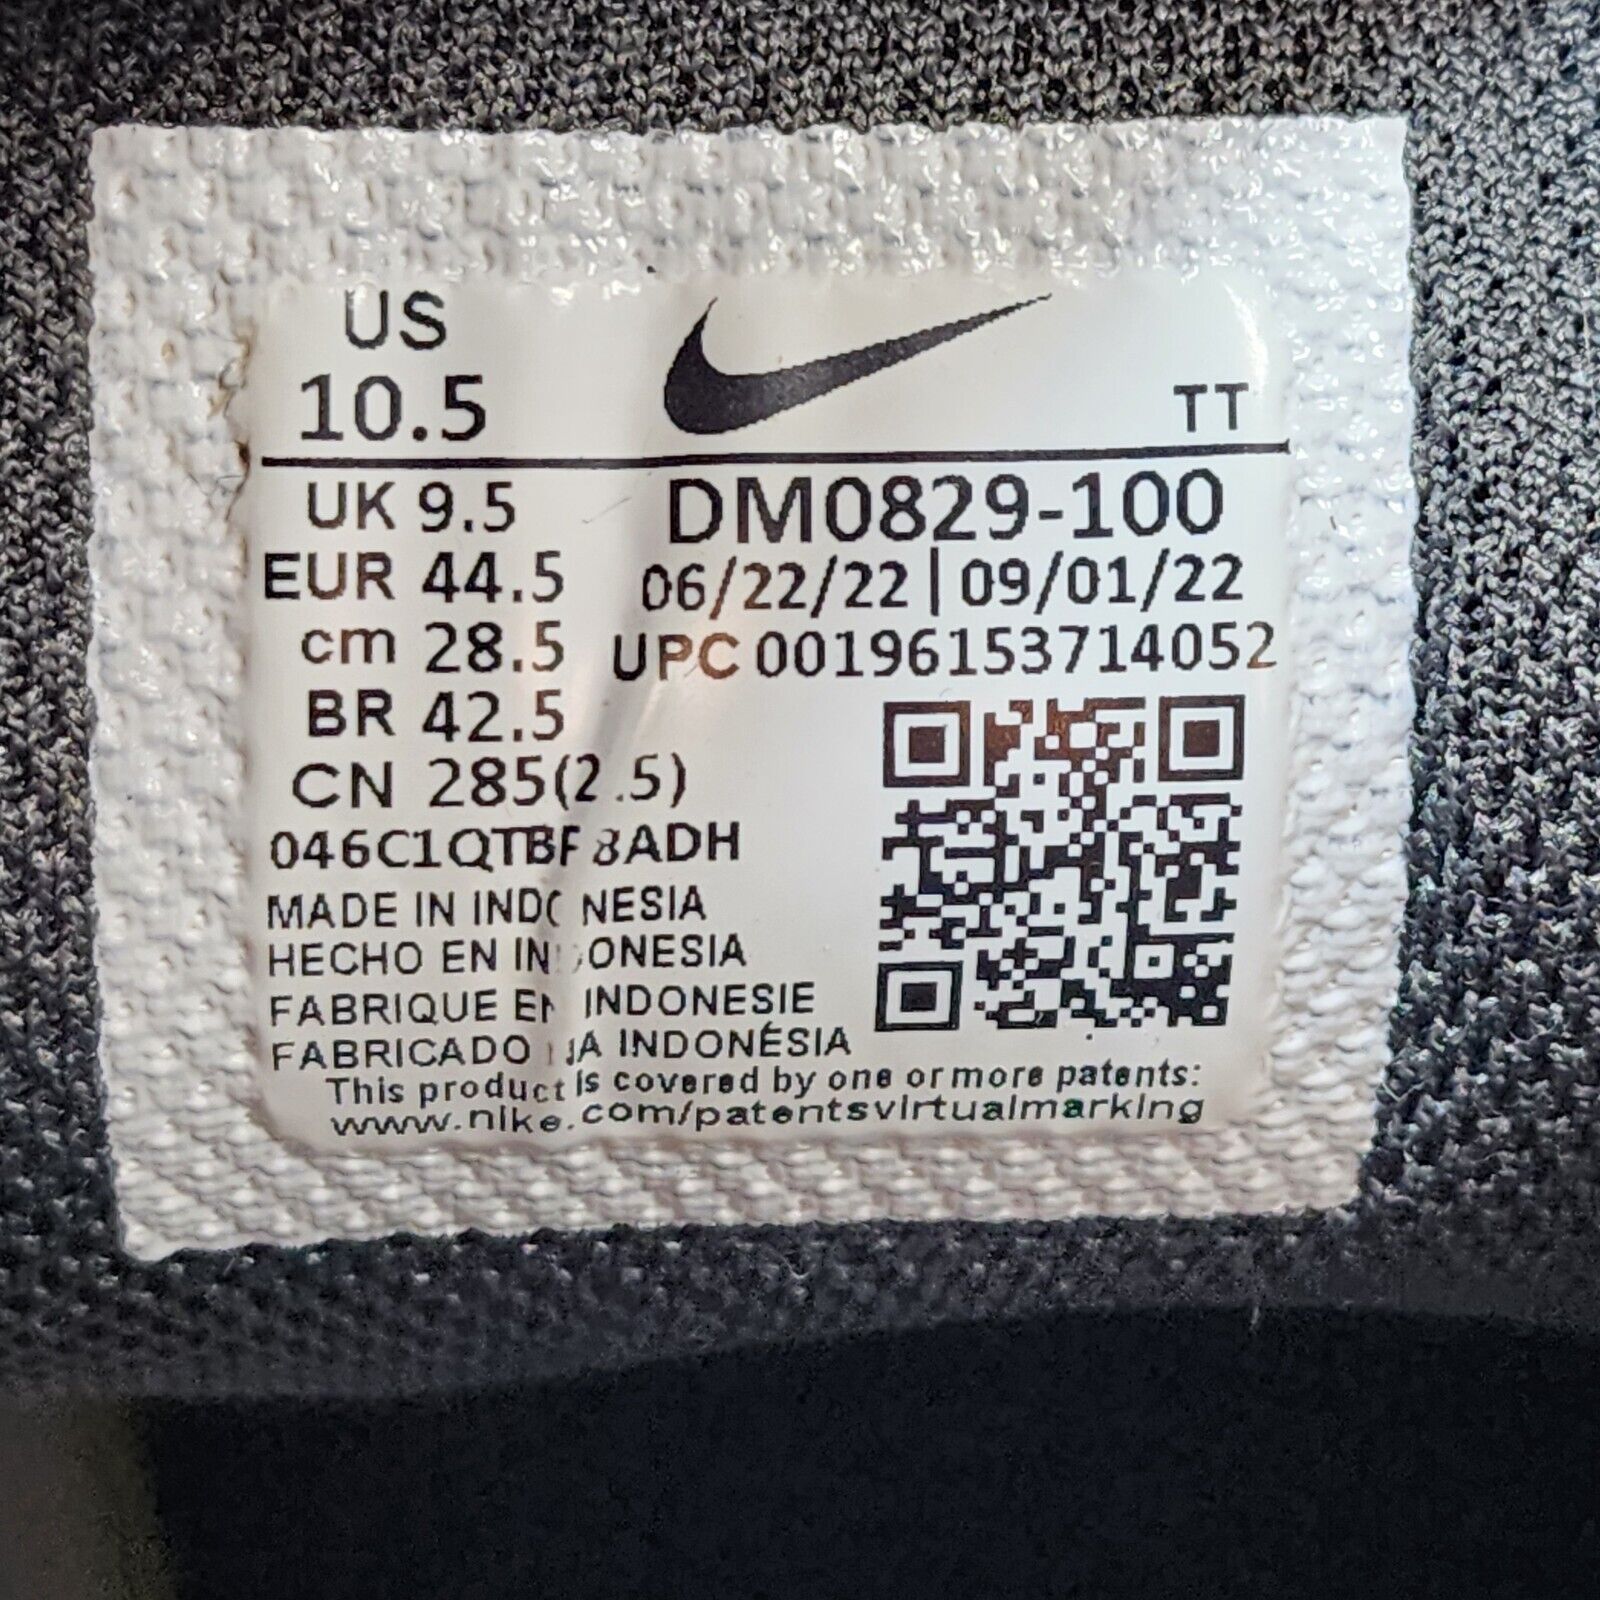 US
10.5
TT
UK 9.5
DM0829-100
EUR 44.5
06/22/22 | 09/01/22
cm 28.5
UPC 00196153714052
BR 42.5
CN 285(2.5)
MADE IN INDONESIA
HECHO EN INDONESIA
FABRIQUE EN INDONESIE
FABRICADO NA INDONÉSIA
This product is covered by one or more patents:
www.nike.com/patentsvirtualmarking